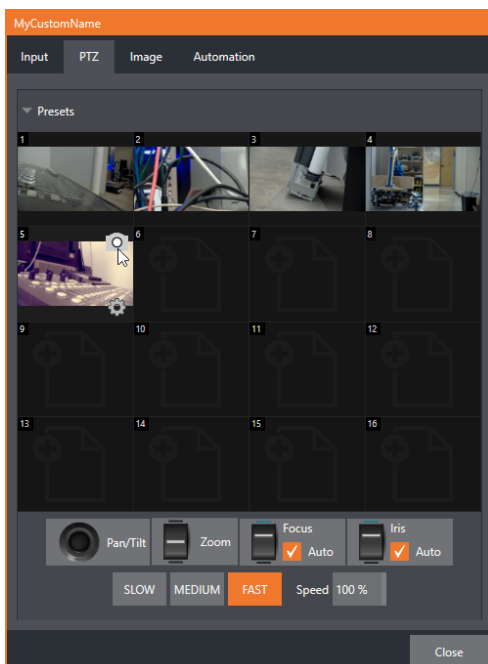 MyCustomName
Input PTZ Image Automation
Presets
1 2 3 4
5 6 7 8
9 10 11 12
13 14 15 16
Pan/Tilt Zoom Focus Auto Iris Auto
SLOW MEDIUM FAST Speed 100 %
Close